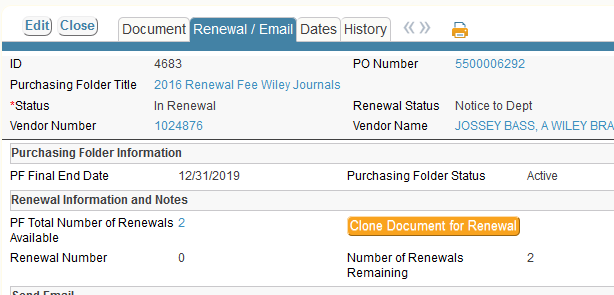 Edit Close Document Renewal / Email Dates History
ID 4683 PO Number 5500006292
Purchasing Folder Title 2016 Renewal Fee Wiley Journals
*Status In Renewal Renewal Status Notice to Dept
Vendor Number 1024876 Vendor Name JOSSEY BASS, A WILEY BRA
Purchasing Folder Information
PF Final End Date 12/31/2019 Purchasing Folder Status Active
Renewal Information and Notes
PF Total Number of Renewals 2 Clone Document for Renewal
Available
Renewal Number 0 Number of Renewals 2
Remaining
Send Email